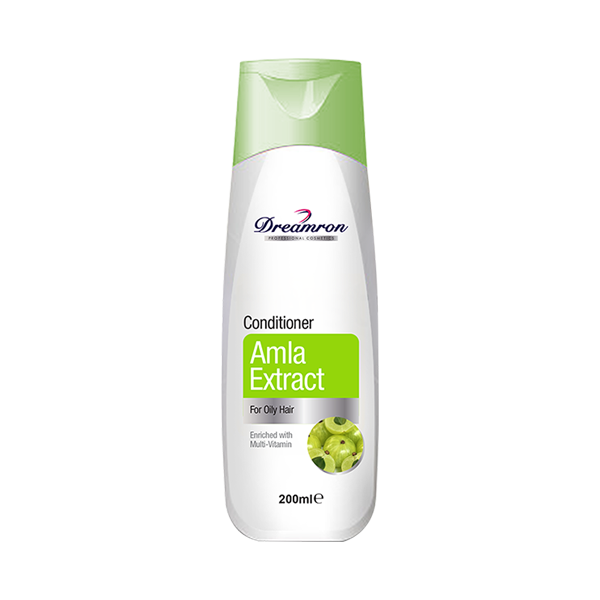 Dreamron
PROFESSIONAL COSMETICS
Conditioner
Amla
Extract
For Oily Hair
Enriched with
Multi-Vitamin
200ml℮